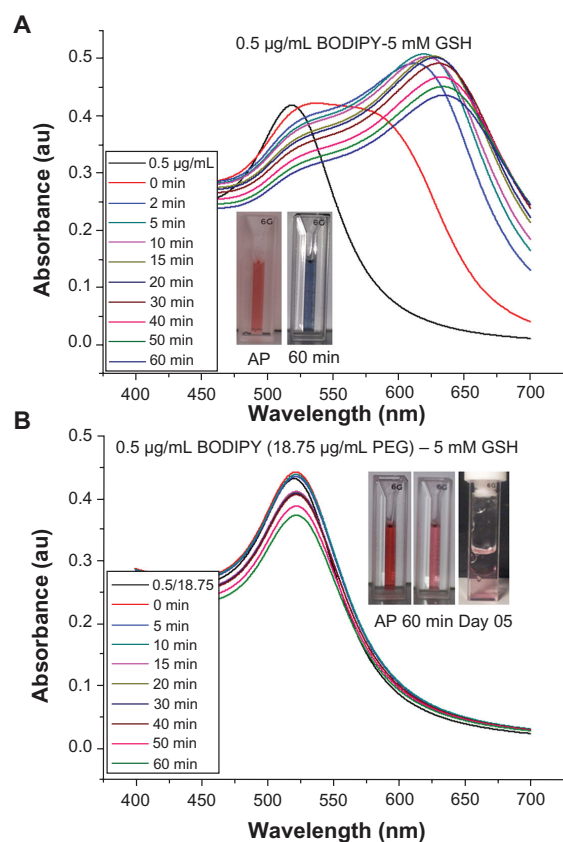 A
0.5 µg/mL BODIPY-5 mM GSH
Absorbance (au)
0.5
0.4
0.3
0.2
0.1
0.0
0.5 µg/mL
0 min
2 min
5 min
10 min
15 min
20 min
30 min
40 min
50 min
60 min
6G
6G
AP
60 min
400 450 500 550 600 650 700
Wavelength (nm)
B
0.5 µg/mL BODIPY (18.75 µg/mL PEG) – 5 mM GSH
Absorbance (au)
0.5
0.4
0.3
0.2
0.1
0.0
0.5/18.75
0 min
5 min
10 min
15 min
20 min
30 min
40 min
50 min
60 min
6G
6G
AP 60 min Day 05
400 450 500 550 600 650 700
Wavelength (nm)